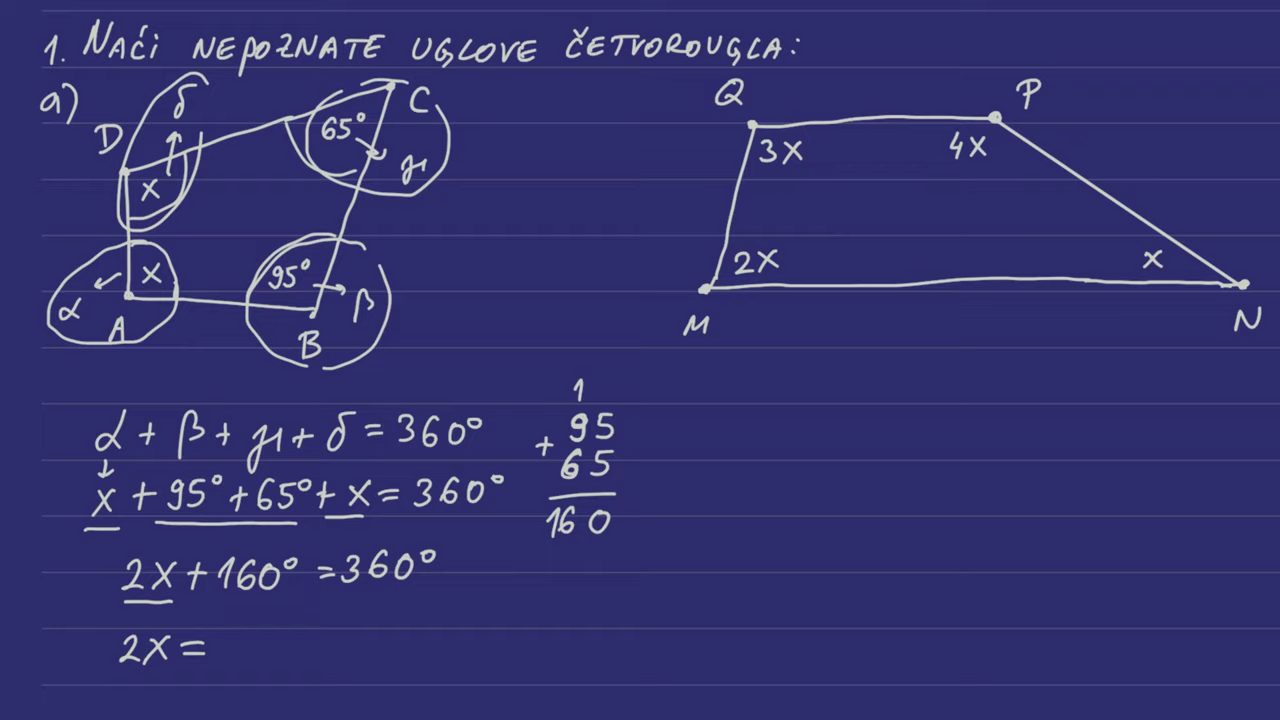 1. NAĆI NEPOZNATE UGLOVE ČETVOROUGLA:
a)
D
δ
C
65°
γ
x
x
α
A
95°
β
B
Q
P
3x
4x
2x
x
M
N
α + β + γ + δ = 360°
x + 95° + 65° + x = 360°
2x + 160° = 360°
2x =
1
95
+
65
160